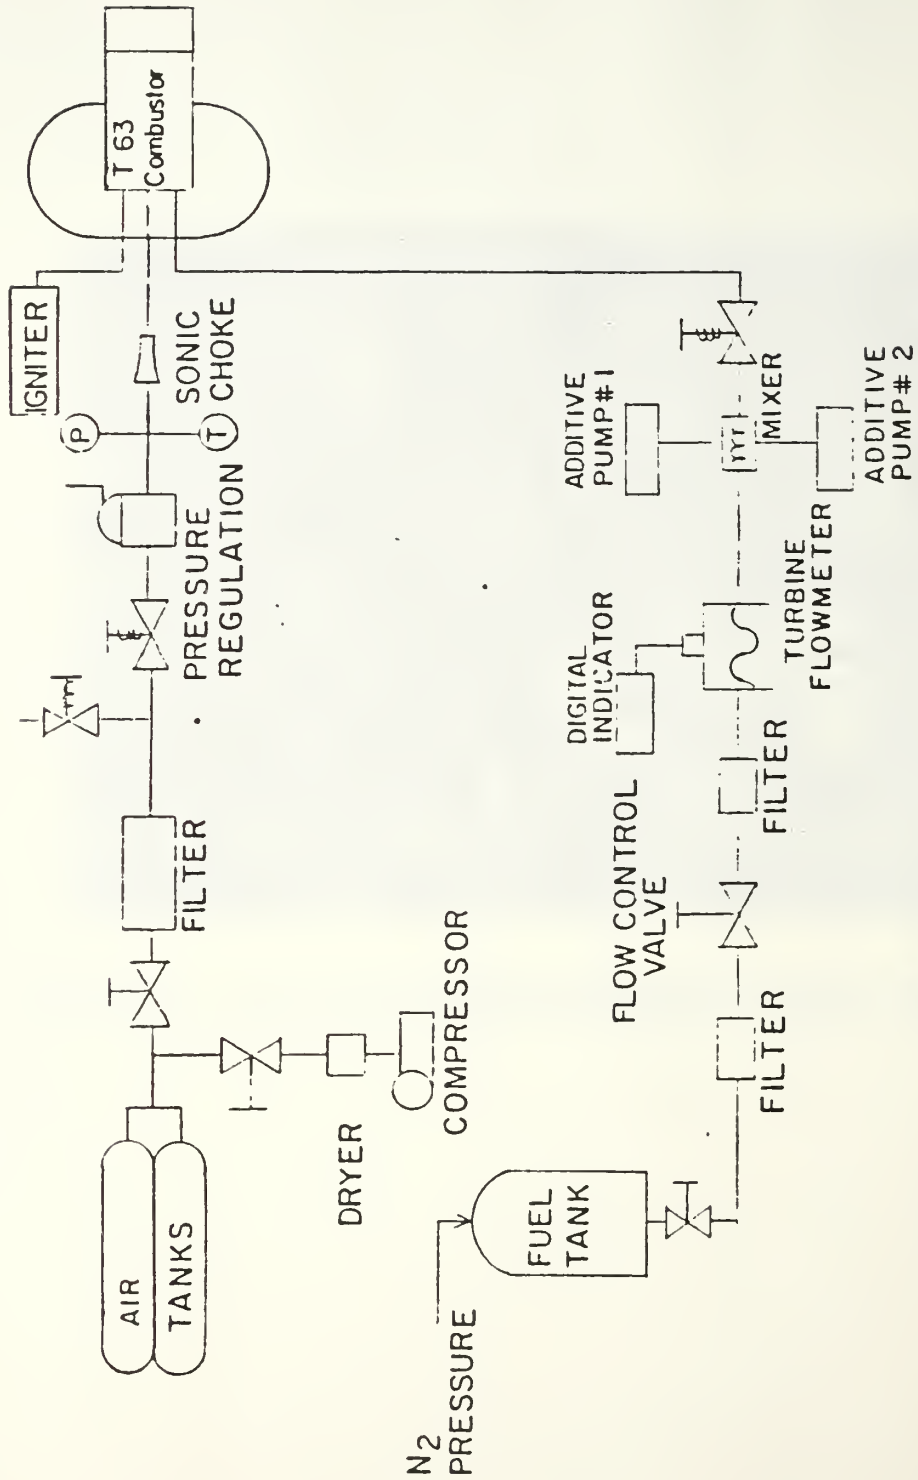 AIR
TANKS
DRYER
COMPRESSOR
FILTER
PRESSURE
REGULATION
P
T
SONIC
CHOKE
IGNITER
T 63
Combustor
N2
PRESSURE
FUEL
TANK
FILTER
FLOW CONTROL
VALVE
FILTER
DIGITAL
INDICATOR
TURBINE
FLOWMETER
ADDITIVE
PUMP#1
MIXER
ADDITIVE
PUMP# 2